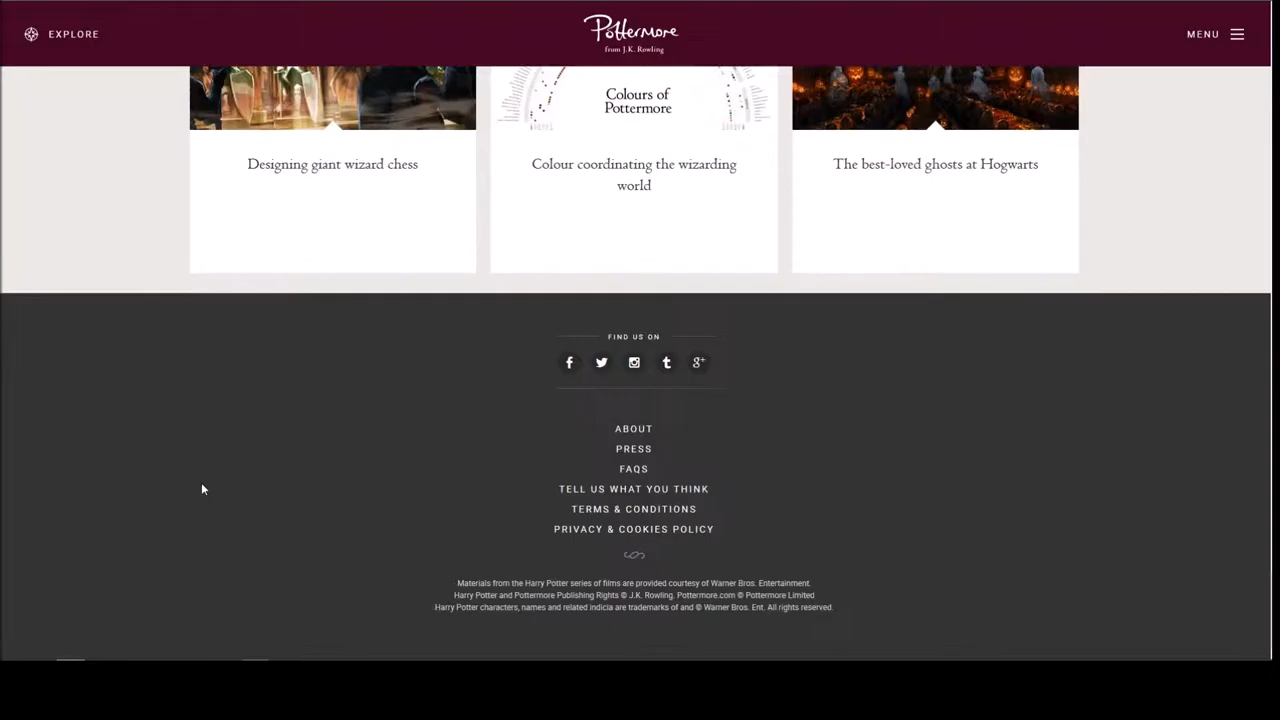 EXPLORE
Pottermore
from J.K. Rowling
MENU
Colours of
Pottermore
Designing giant wizard chess
Colour coordinating the wizarding
world
The best-loved ghosts at Hogwarts
FIND US ON
ABOUT
PRESS
FAQS
TELL US WHAT YOU THINK
TERMS & CONDITIONS
PRIVACY & COOKIES POLICY
Materials from the Harry Potter series of films are provided courtesy of Warner Bros. Entertainment.
Harry Potter and Pottermore Publishing Rights © J.K. Rowling. Pottermore.com © Pottermore Limited
Harry Potter characters, names and related indicia are trademarks of and © Warner Bros. Ent. All rights reserved.